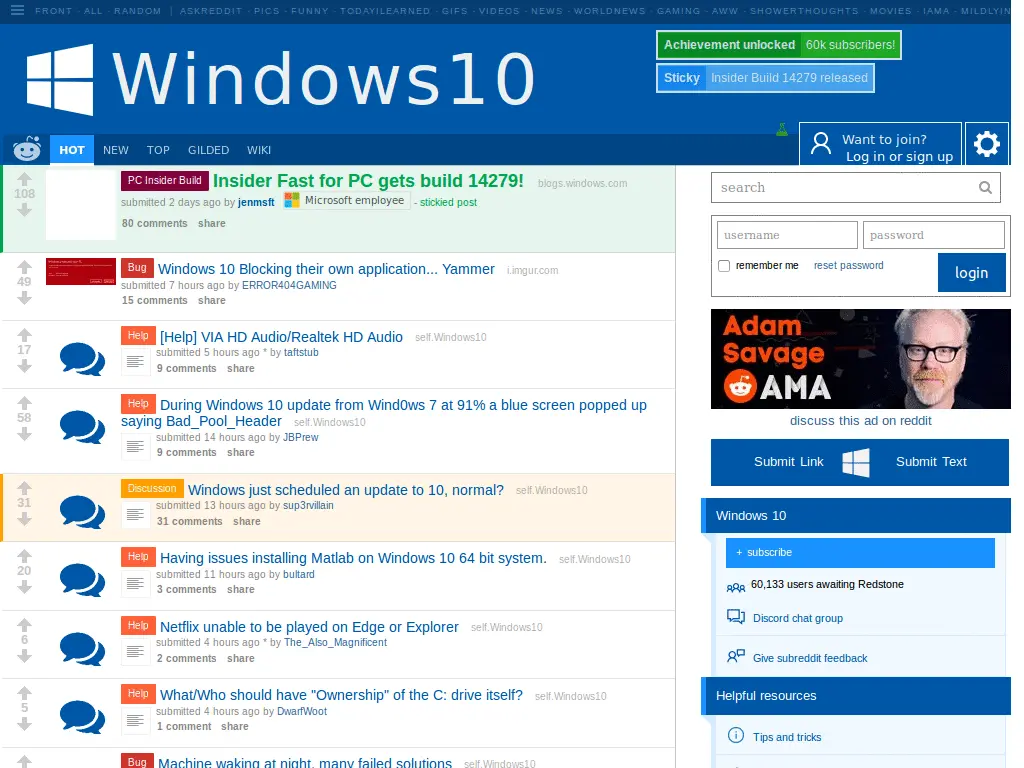 FRONT - ALL - RANDOM | ASKREDDIT - PICS - FUNNY - TODAYILEARNED - GIFS - VIDEOS - NEWS - WORLDNEWS - GAMING - AWW - SHOWERTHOUGHTS - MOVIES - IAMA - MILDLYIN
Windows10
Achievement unlocked 60k subscribers!
Sticky Insider Build 14279 released
HOT NEW TOP GILDED WIKI
Want to join?
Log in or sign up
108
PC Insider Build Insider Fast for PC gets build 14279! blogs.windows.com
submitted 2 days ago by jenmsft Microsoft employee - stickied post
80 comments share
49
Bug Windows 10 Blocking their own application... Yammer i.imgur.com
submitted 7 hours ago by ERROR404GAMING
15 comments share
17
Help [Help] VIA HD Audio/Realtek HD Audio self.Windows10
submitted 5 hours ago * by taftstub
9 comments share
58
Help During Windows 10 update from Wind0ws 7 at 91% a blue screen popped up
saying Bad_Pool_Header self.Windows10
submitted 14 hours ago by JBPrew
9 comments share
31
Discussion Windows just scheduled an update to 10, normal? self.Windows10
submitted 13 hours ago by sup3rvillain
31 comments share
20
Help Having issues installing Matlab on Windows 10 64 bit system. self.Windows10
submitted 11 hours ago by bultard
3 comments share
6
Help Netflix unable to be played on Edge or Explorer self.Windows10
submitted 4 hours ago * by The_Also_Magnificent
2 comments share
5
Help What/Who should have "Ownership" of the C: drive itself? self.Windows10
submitted 4 hours ago by DwarfWoot
1 comment share
Bug Machine waking at night, many failed solutions self.Windows10
search
username password
remember me reset password login
Adam
Savage
AMA
discuss this ad on reddit
Submit Link Submit Text
Windows 10
+ subscribe
60,133 users awaiting Redstone
Discord chat group
Give subreddit feedback
Helpful resources
Tips and tricks